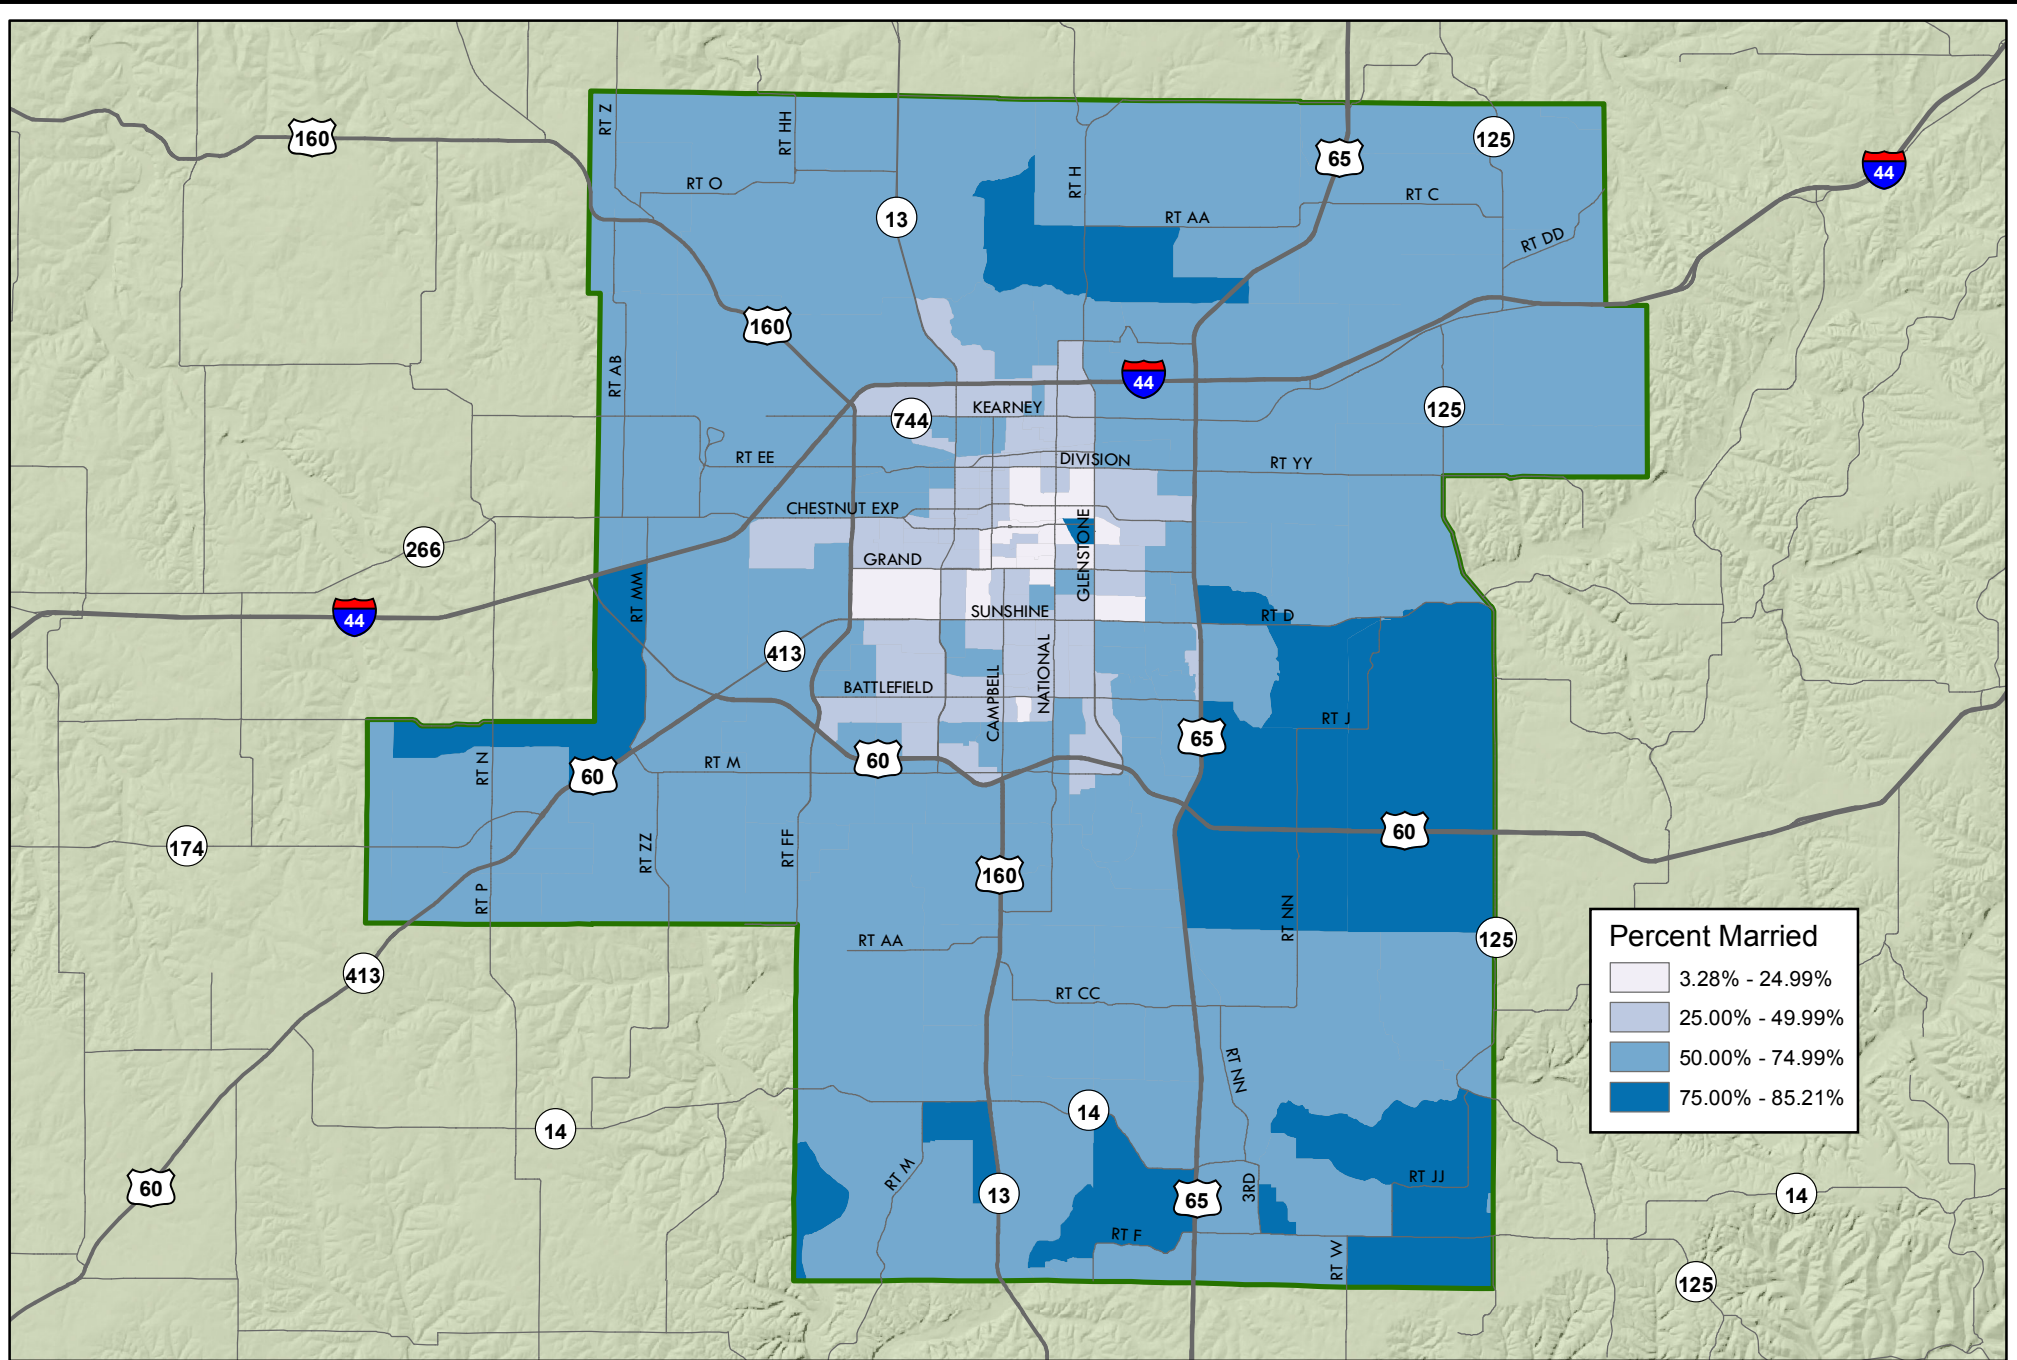 RT Z
RT HH
160
RT O
13
RT H
65
125
44
RT C
RT AA
RT DD
160
RT AB
44
KEARNEY
744
125
RT EE
DIVISION
RT YY
CHESTNUT EXP
266
GRAND
GLENSTONE
RT MM
44
SUNSHINE
RT D
413
NATIONAL
BATTLEFIELD
CAMPBELL
RT J
65
RT N
60
RT M
60
60
174
RT ZZ
RT FF
160
RT P
RT NN
RT AA
125
413
RT CC
Percent Married
3.28% - 24.99%
25.00% - 49.99%
50.00% - 74.99%
75.00% - 85.21%
RT NN
14
14
60
RT M
13
65
3RD
RT JJ
14
RT F
RT W
125